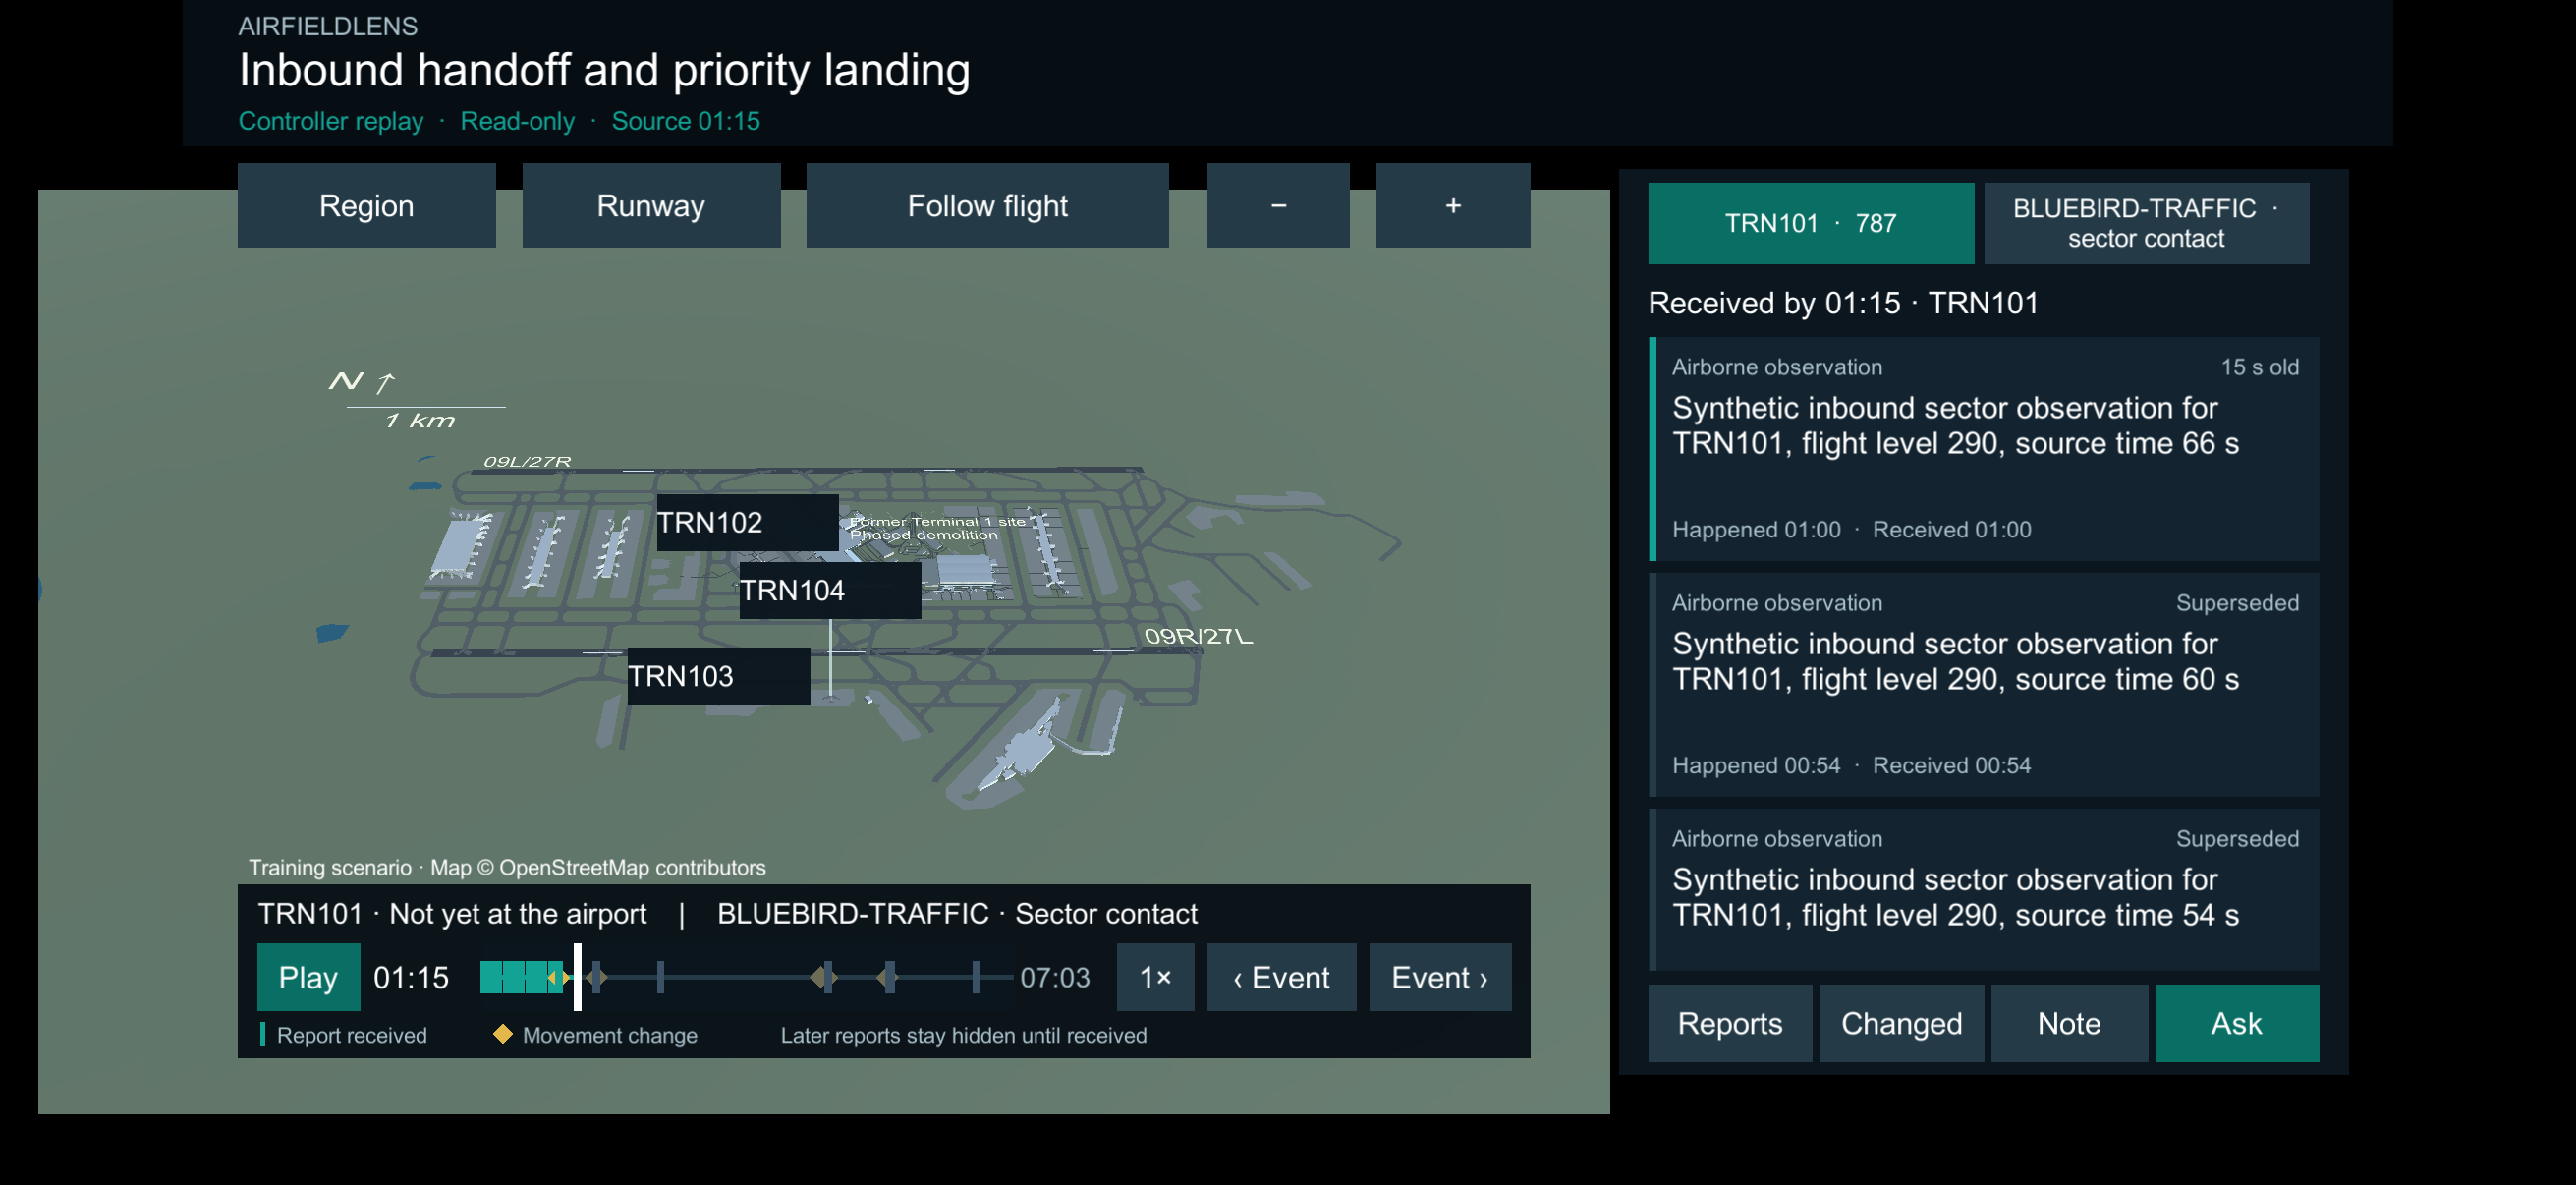 AIRFIELDLENS
Inbound handoff and priority landing
Controller replay · Read-only · Source 01:15
Region
Runway
Follow flight
−
+
N ↑
1 km
09L/27R
TRN102
Former Terminal 1 site
Phased demolition
TRN104
09R/27L
TRN103
Training scenario · Map © OpenStreetMap contributors
TRN101 · Not yet at the airport | BLUEBIRD-TRAFFIC · Sector contact
Play
01:15
07:03
1×
‹ Event
Event ›
Report received
Movement change
Later reports stay hidden until received
TRN101 · 787
BLUEBIRD-TRAFFIC ·
sector contact
Received by 01:15 · TRN101
Airborne observation
15 s old
Synthetic inbound sector observation for
TRN101, flight level 290, source time 66 s
Happened 01:00 · Received 01:00
Airborne observation
Superseded
Synthetic inbound sector observation for
TRN101, flight level 290, source time 60 s
Happened 00:54 · Received 00:54
Airborne observation
Superseded
Synthetic inbound sector observation for
TRN101, flight level 290, source time 54 s
Reports
Changed
Note
Ask